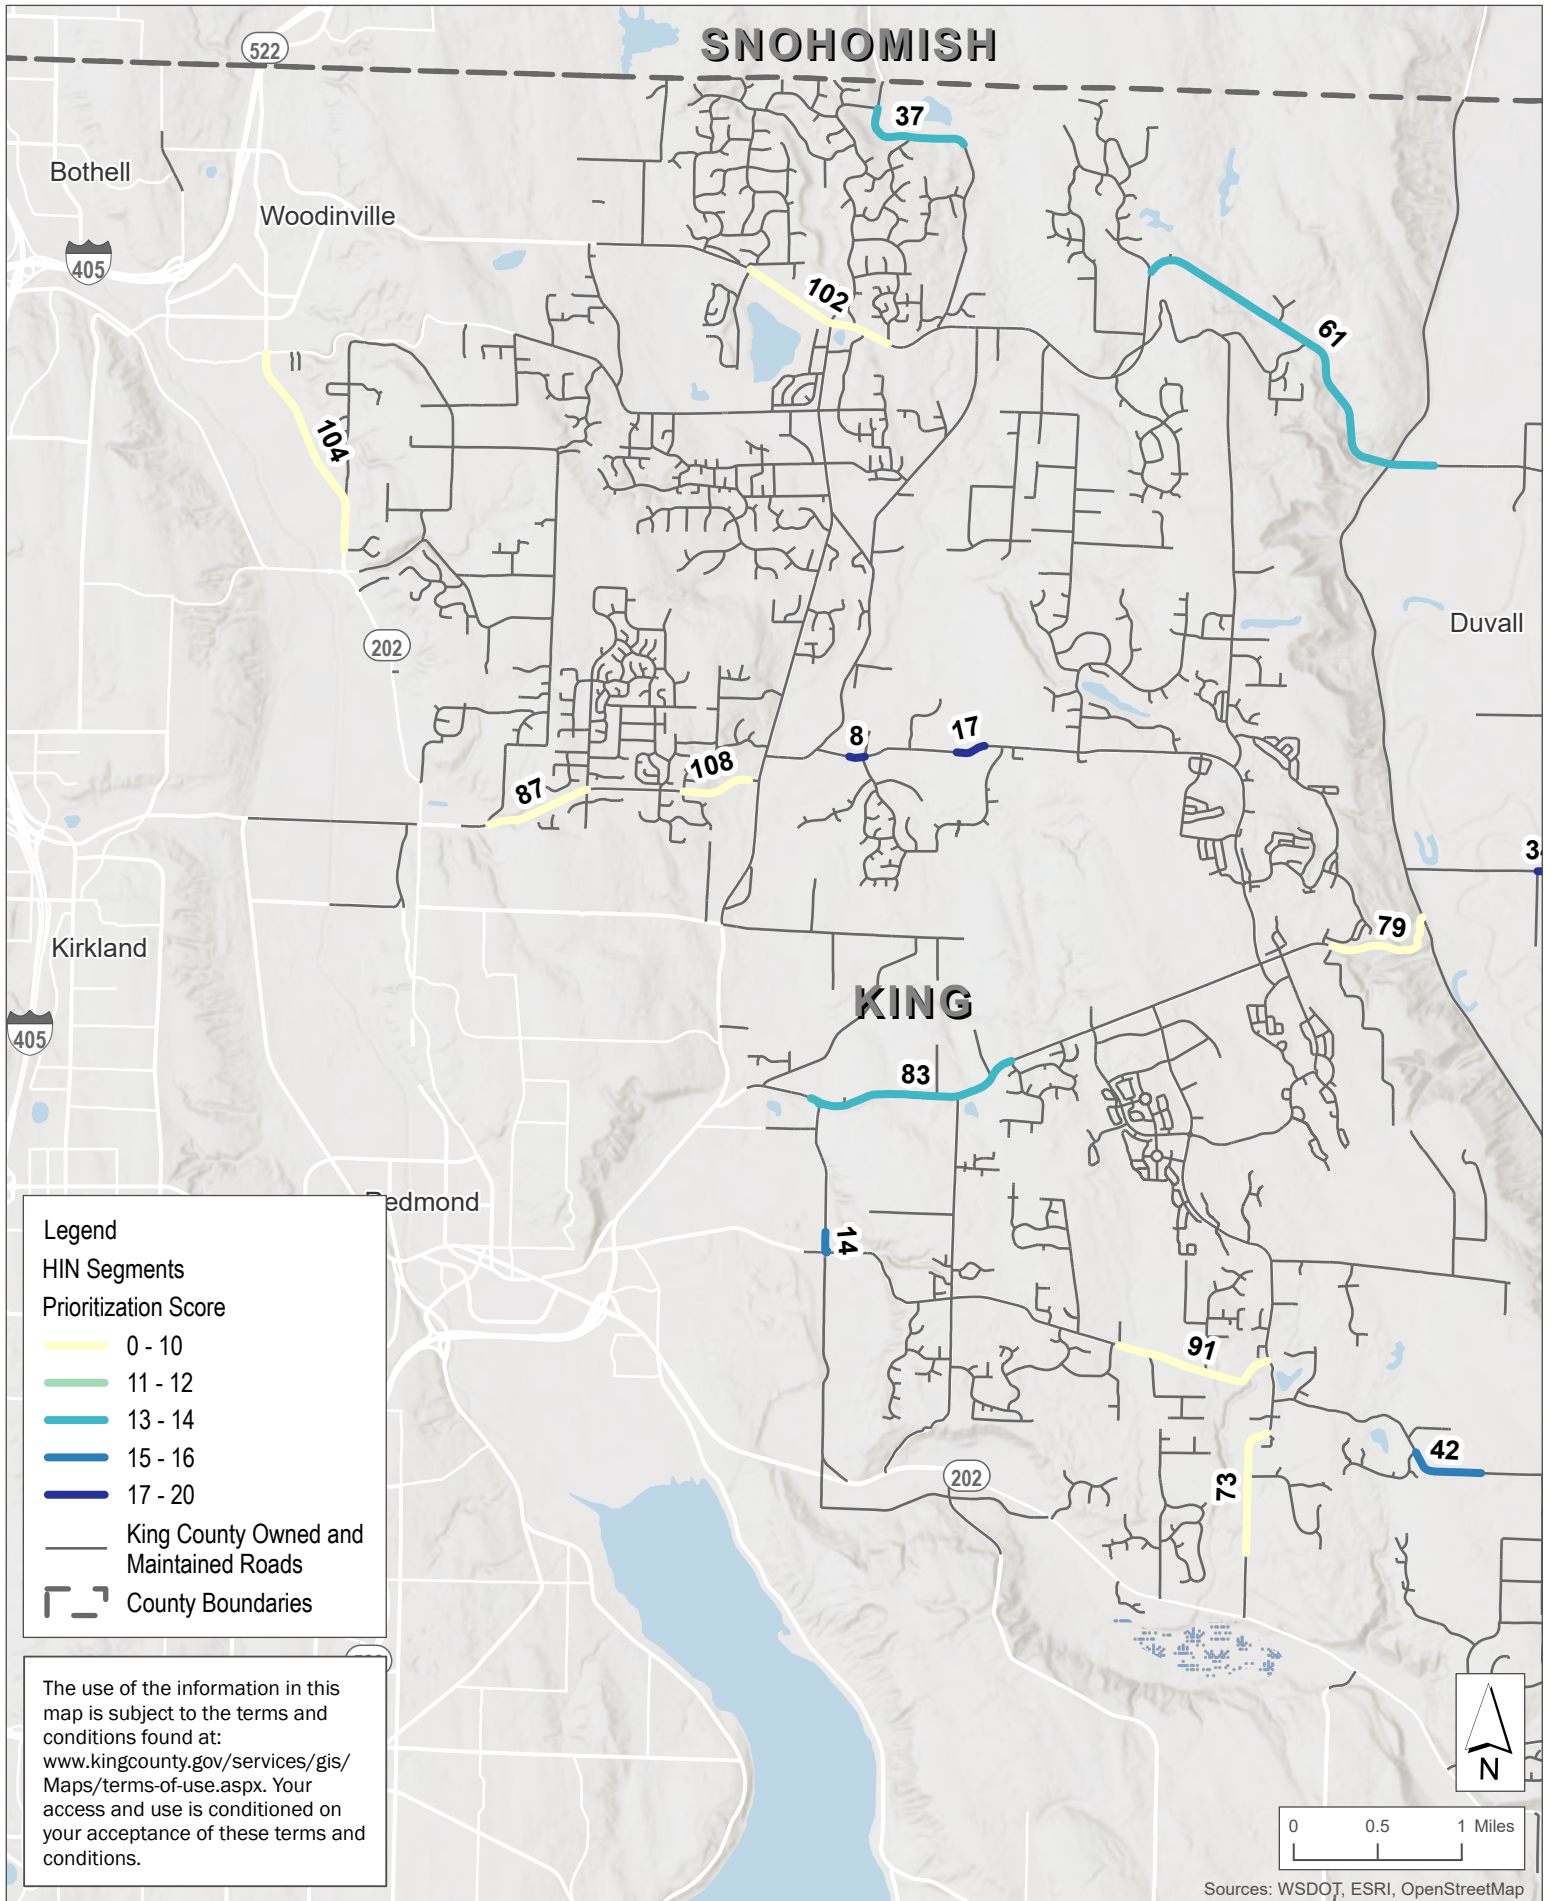 SNOHOMISH
522
37
Bothell
Woodinville
405
102
61
104
Duvall
202
8
17
108
87
79
Kirkland
KING
405
83
Redmond
14
91
42
73
202
Legend
HIN Segments
Prioritization Score
0 - 10
11 - 12
13 - 14
15 - 16
17 - 20
King County Owned and
Maintained Roads
County Boundaries
The use of the information in this
map is subject to the terms and
conditions found at:
www.kingcounty.gov/services/gis/
Maps/terms-of-use.aspx. Your
access and use is conditioned on
your acceptance of these terms and
conditions.
N
0 0.5 1 Miles
Sources: WSDOT, ESRI, OpenStreetMap